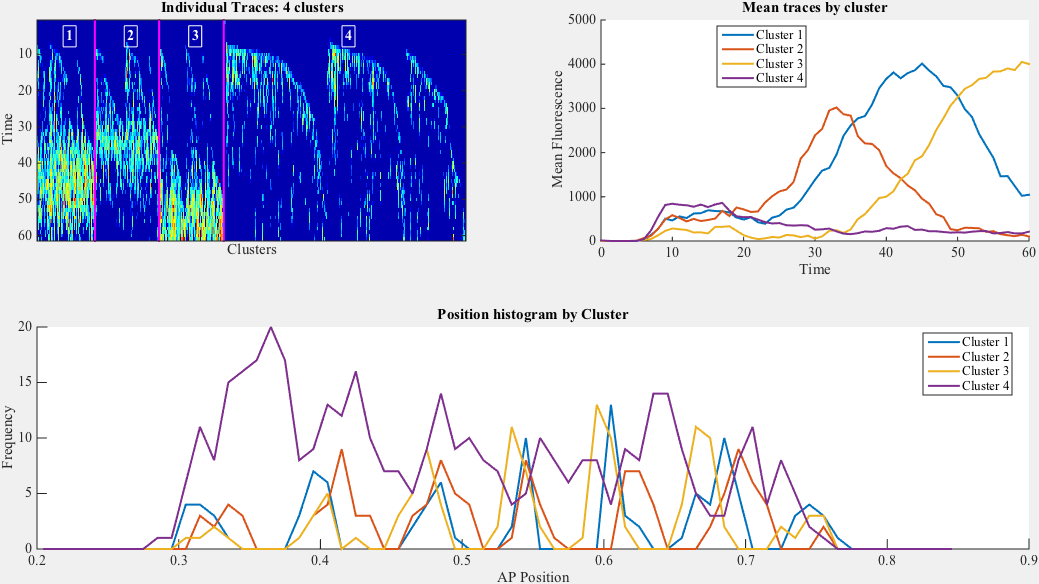 Individual Traces: 4 clusters
1 2 3 4
10
20
30
40
50
60
Time
Clusters
Mean traces by cluster
Cluster 1
Cluster 2
Cluster 3
Cluster 4
5000
4000
3000
2000
1000
0
Mean Fluorescence
0 10 20 30 40 50 60
Time
Position histogram by Cluster
Cluster 1
Cluster 2
Cluster 3
Cluster 4
20
15
10
5
0
Frequency
0.2 0.3 0.4 0.5 0.6 0.7 0.8 0.9
AP Position